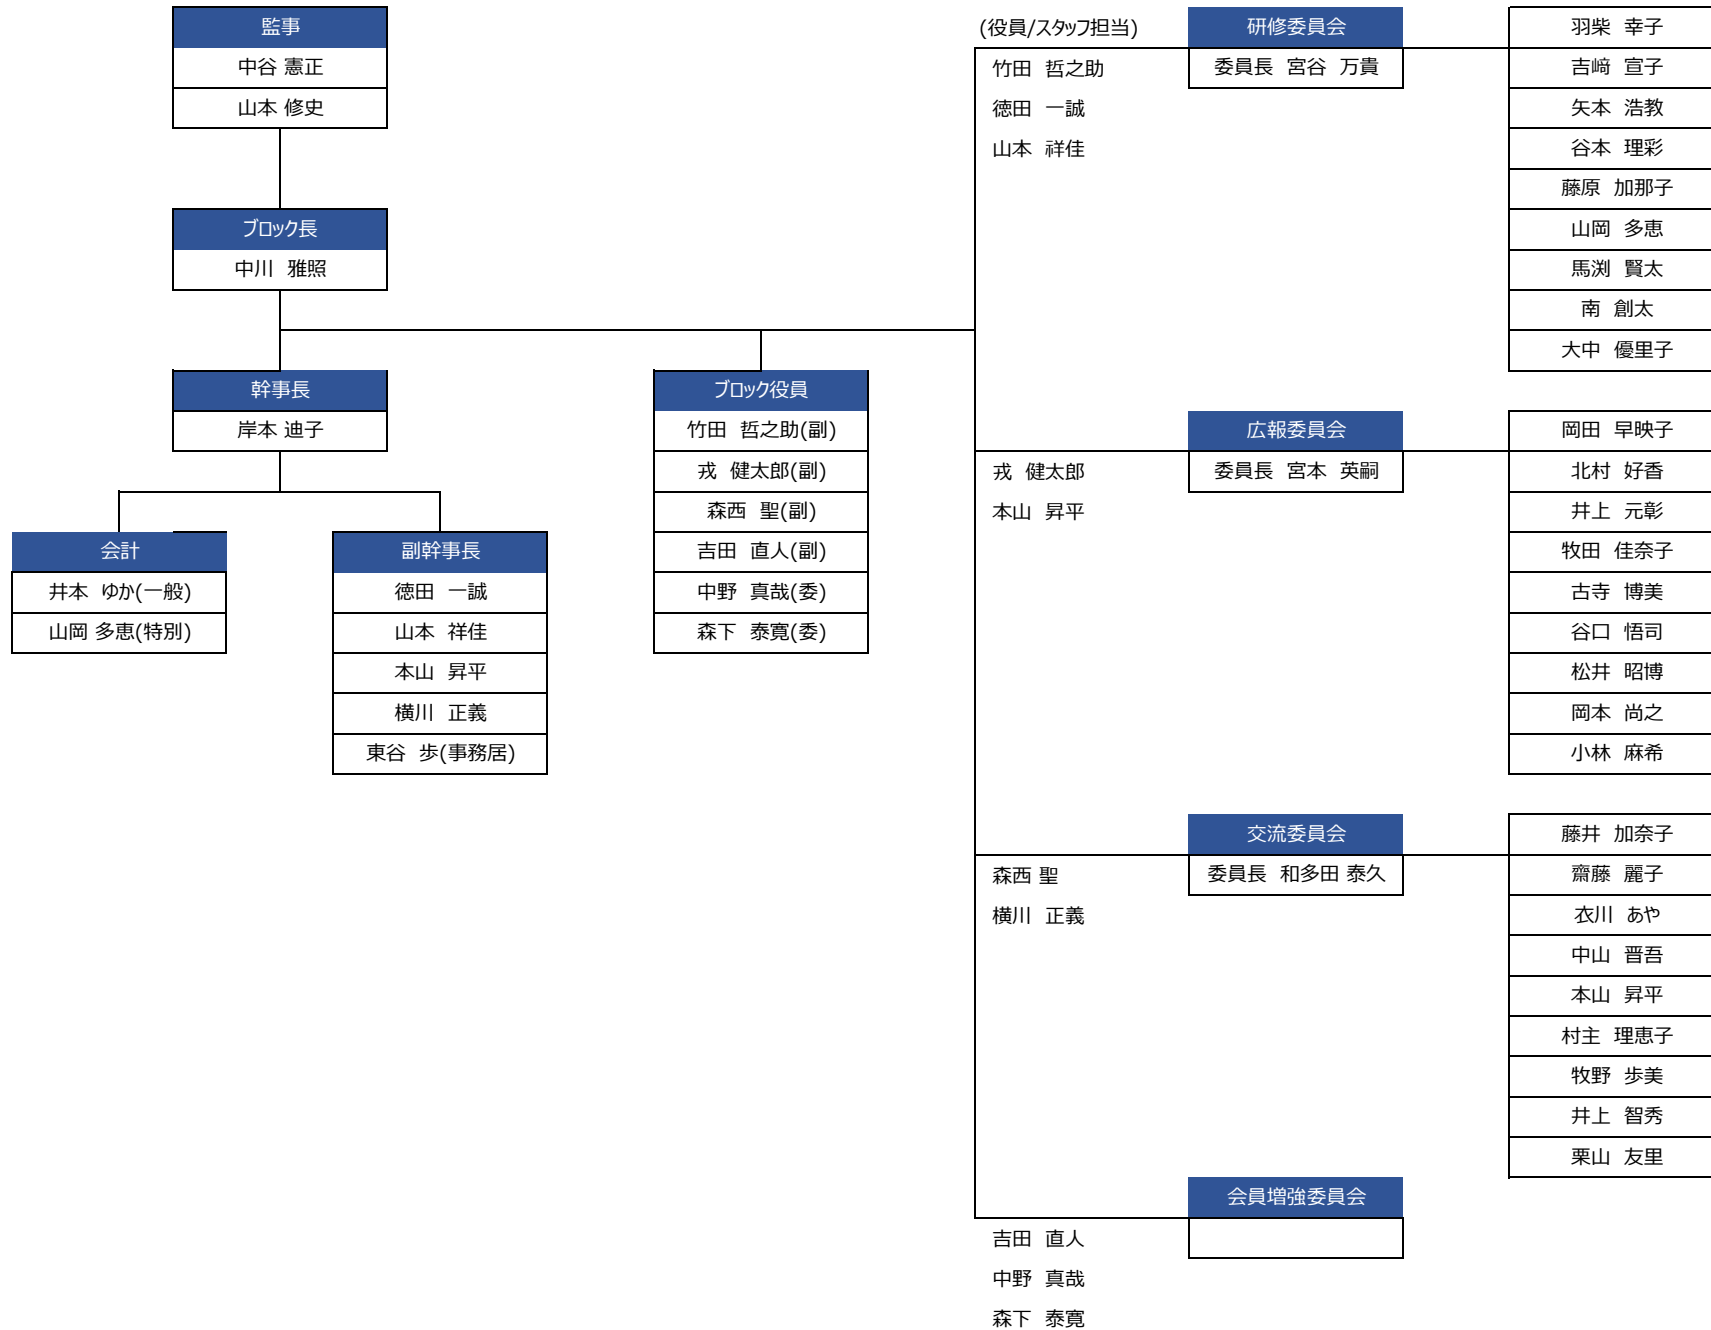 監事
中谷 憲正
山本 修史
ブロック長
中川 雅照
幹事長
岸本 迪子
会計
井本 ゆか(一般)
山岡 多恵(特別)
副幹事長
徳田 一誠
山本 祥佳
本山 昇平
横川 正義
東谷 歩(事務居)
ブロック役員
竹田 哲之助(副)
戎 健太郎(副)
森西 聖(副)
吉田 直人(副)
中野 真哉(委)
森下 泰寛(委)
(役員/スタッフ担当)
竹田 哲之助
徳田 一誠
山本 祥佳
研修委員会
委員長 宮谷 万貴
羽柴 幸子
吉﨑 宣子
矢本 浩教
谷本 理彩
藤原 加那子
山岡 多恵
馬渕 賢太
南 創太
大中 優里子
戎 健太郎
本山 昇平
広報委員会
委員長 宮本 英嗣
岡田 早映子
北村 好香
井上 元彰
牧田 佳奈子
古寺 博美
谷口 悟司
松井 昭博
岡本 尚之
小林 麻希
森西 聖
横川 正義
交流委員会
委員長 和多田 泰久
藤井 加奈子
齋藤 麗子
衣川 あや
中山 晋吾
本山 昇平
村主 理恵子
牧野 歩美
井上 智秀
栗山 友里
会員増強委員会
吉田 直人
中野 真哉
森下 泰寛